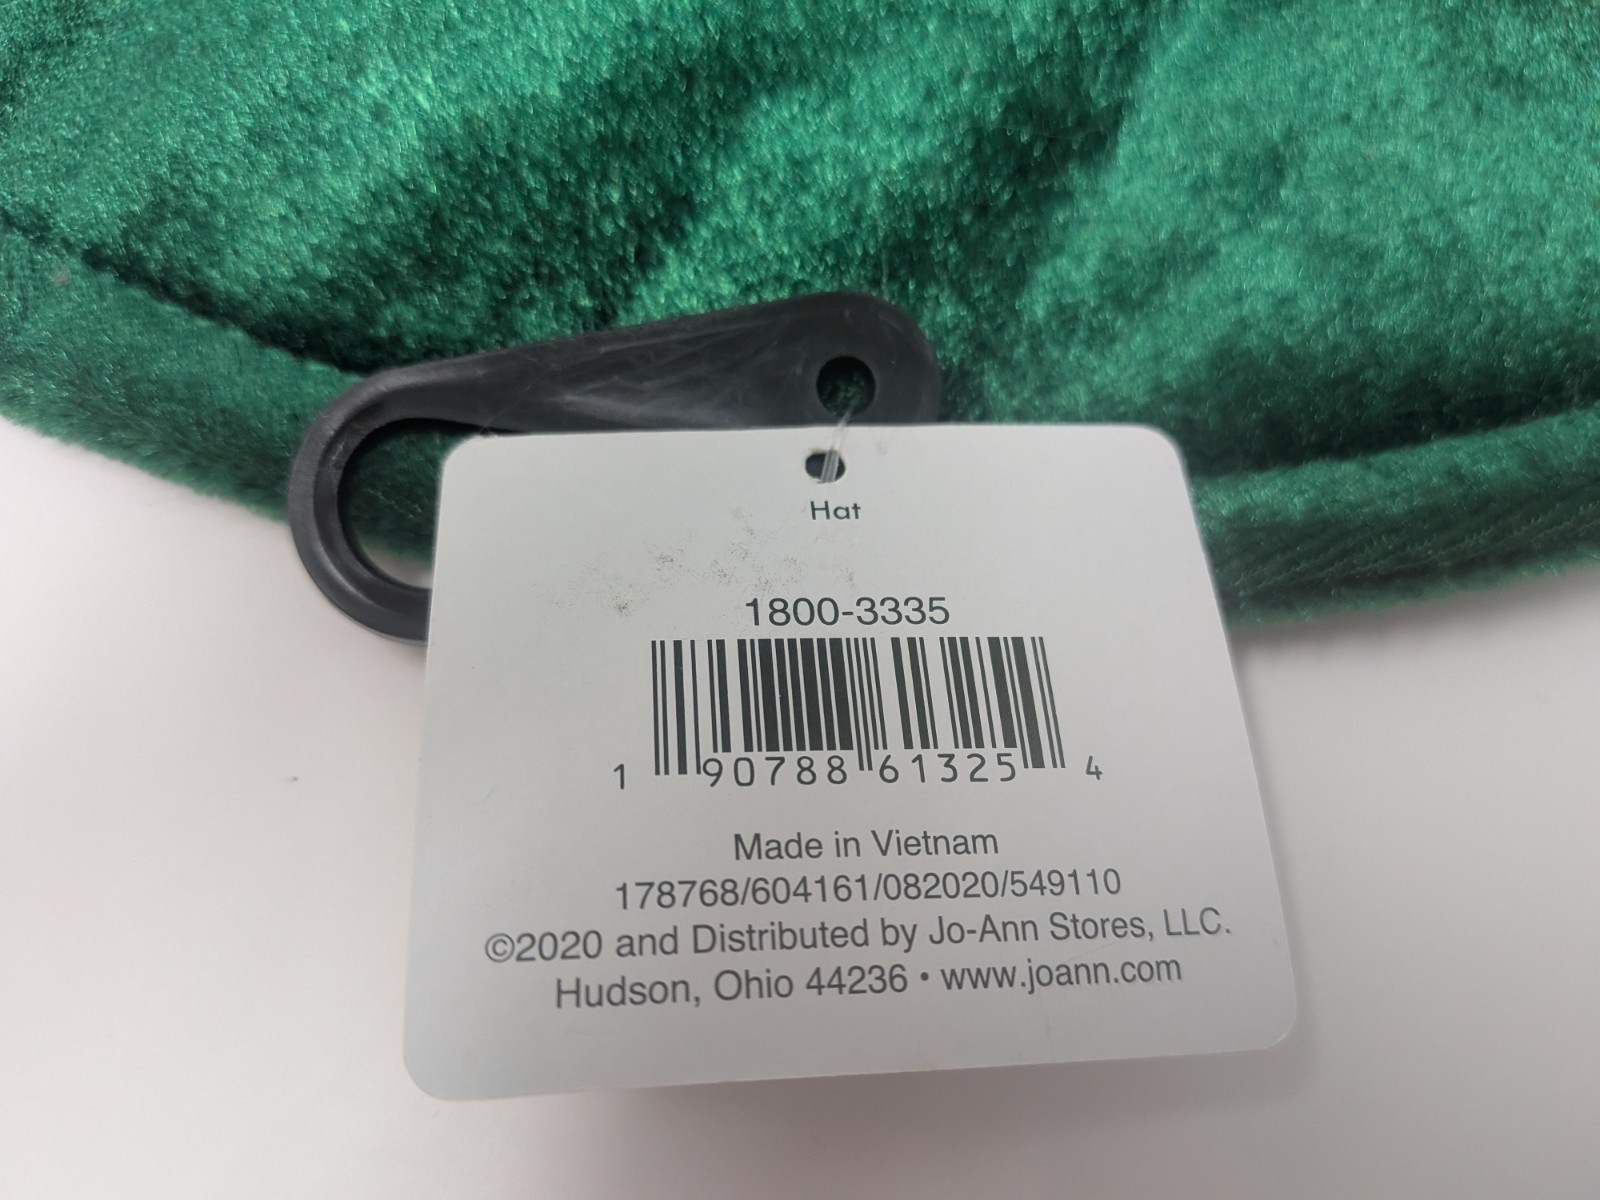 Hat
1800-3335
1 90788 61325 4
Made in Vietnam
178768/604161/082020/549110
©2020 and Distributed by Jo-Ann Stores, LLC.
Hudson, Ohio 44236 • www.joann.com